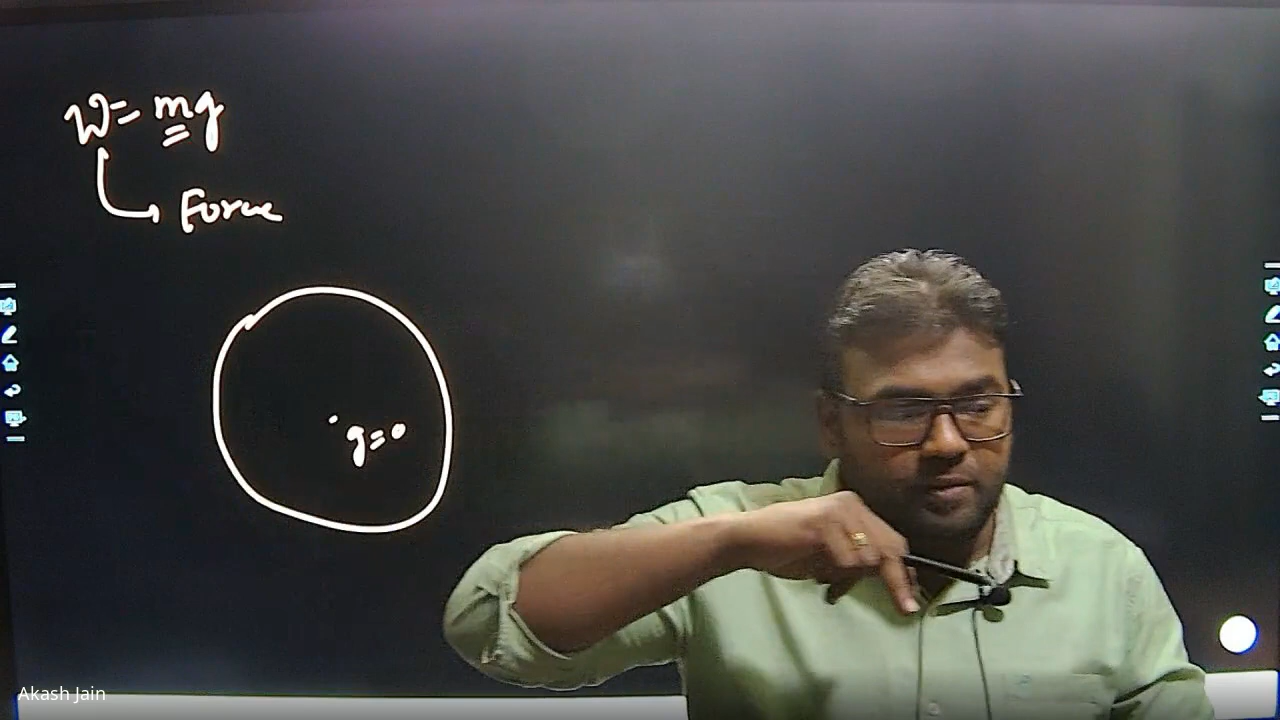 W = mg
Force
g = 0
Akash Jain